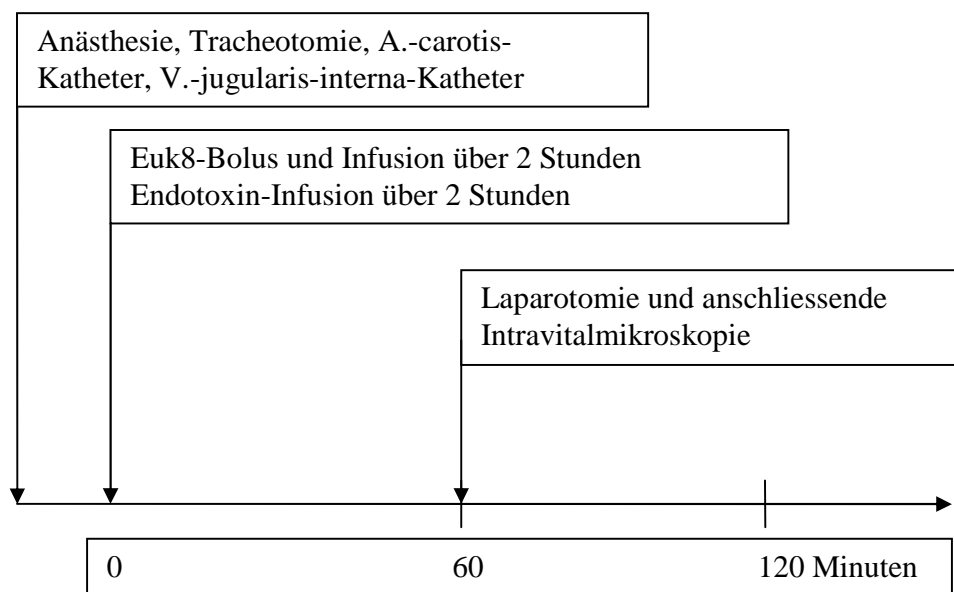 Anästhesie, Tracheotomie, A.-carotis-
Katheter, V.-jugularis-interna-Katheter
Euk8-Bolus und Infusion über 2 Stunden
Endotoxin-Infusion über 2 Stunden
Laparotomie und anschliessende
Intravitalmikroskopie
0 60 120 Minuten